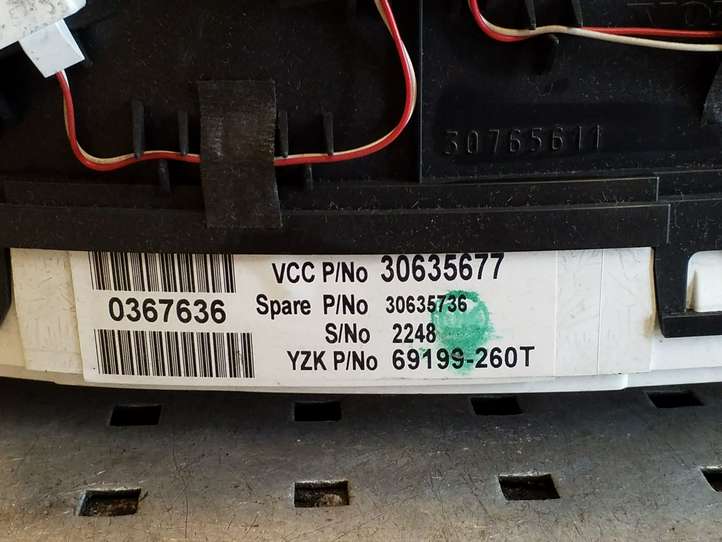 30765611
VCC P/No 30635677
0367636
Spare P/No 30635736
S/No 2248
YZK P/No 69199-260T